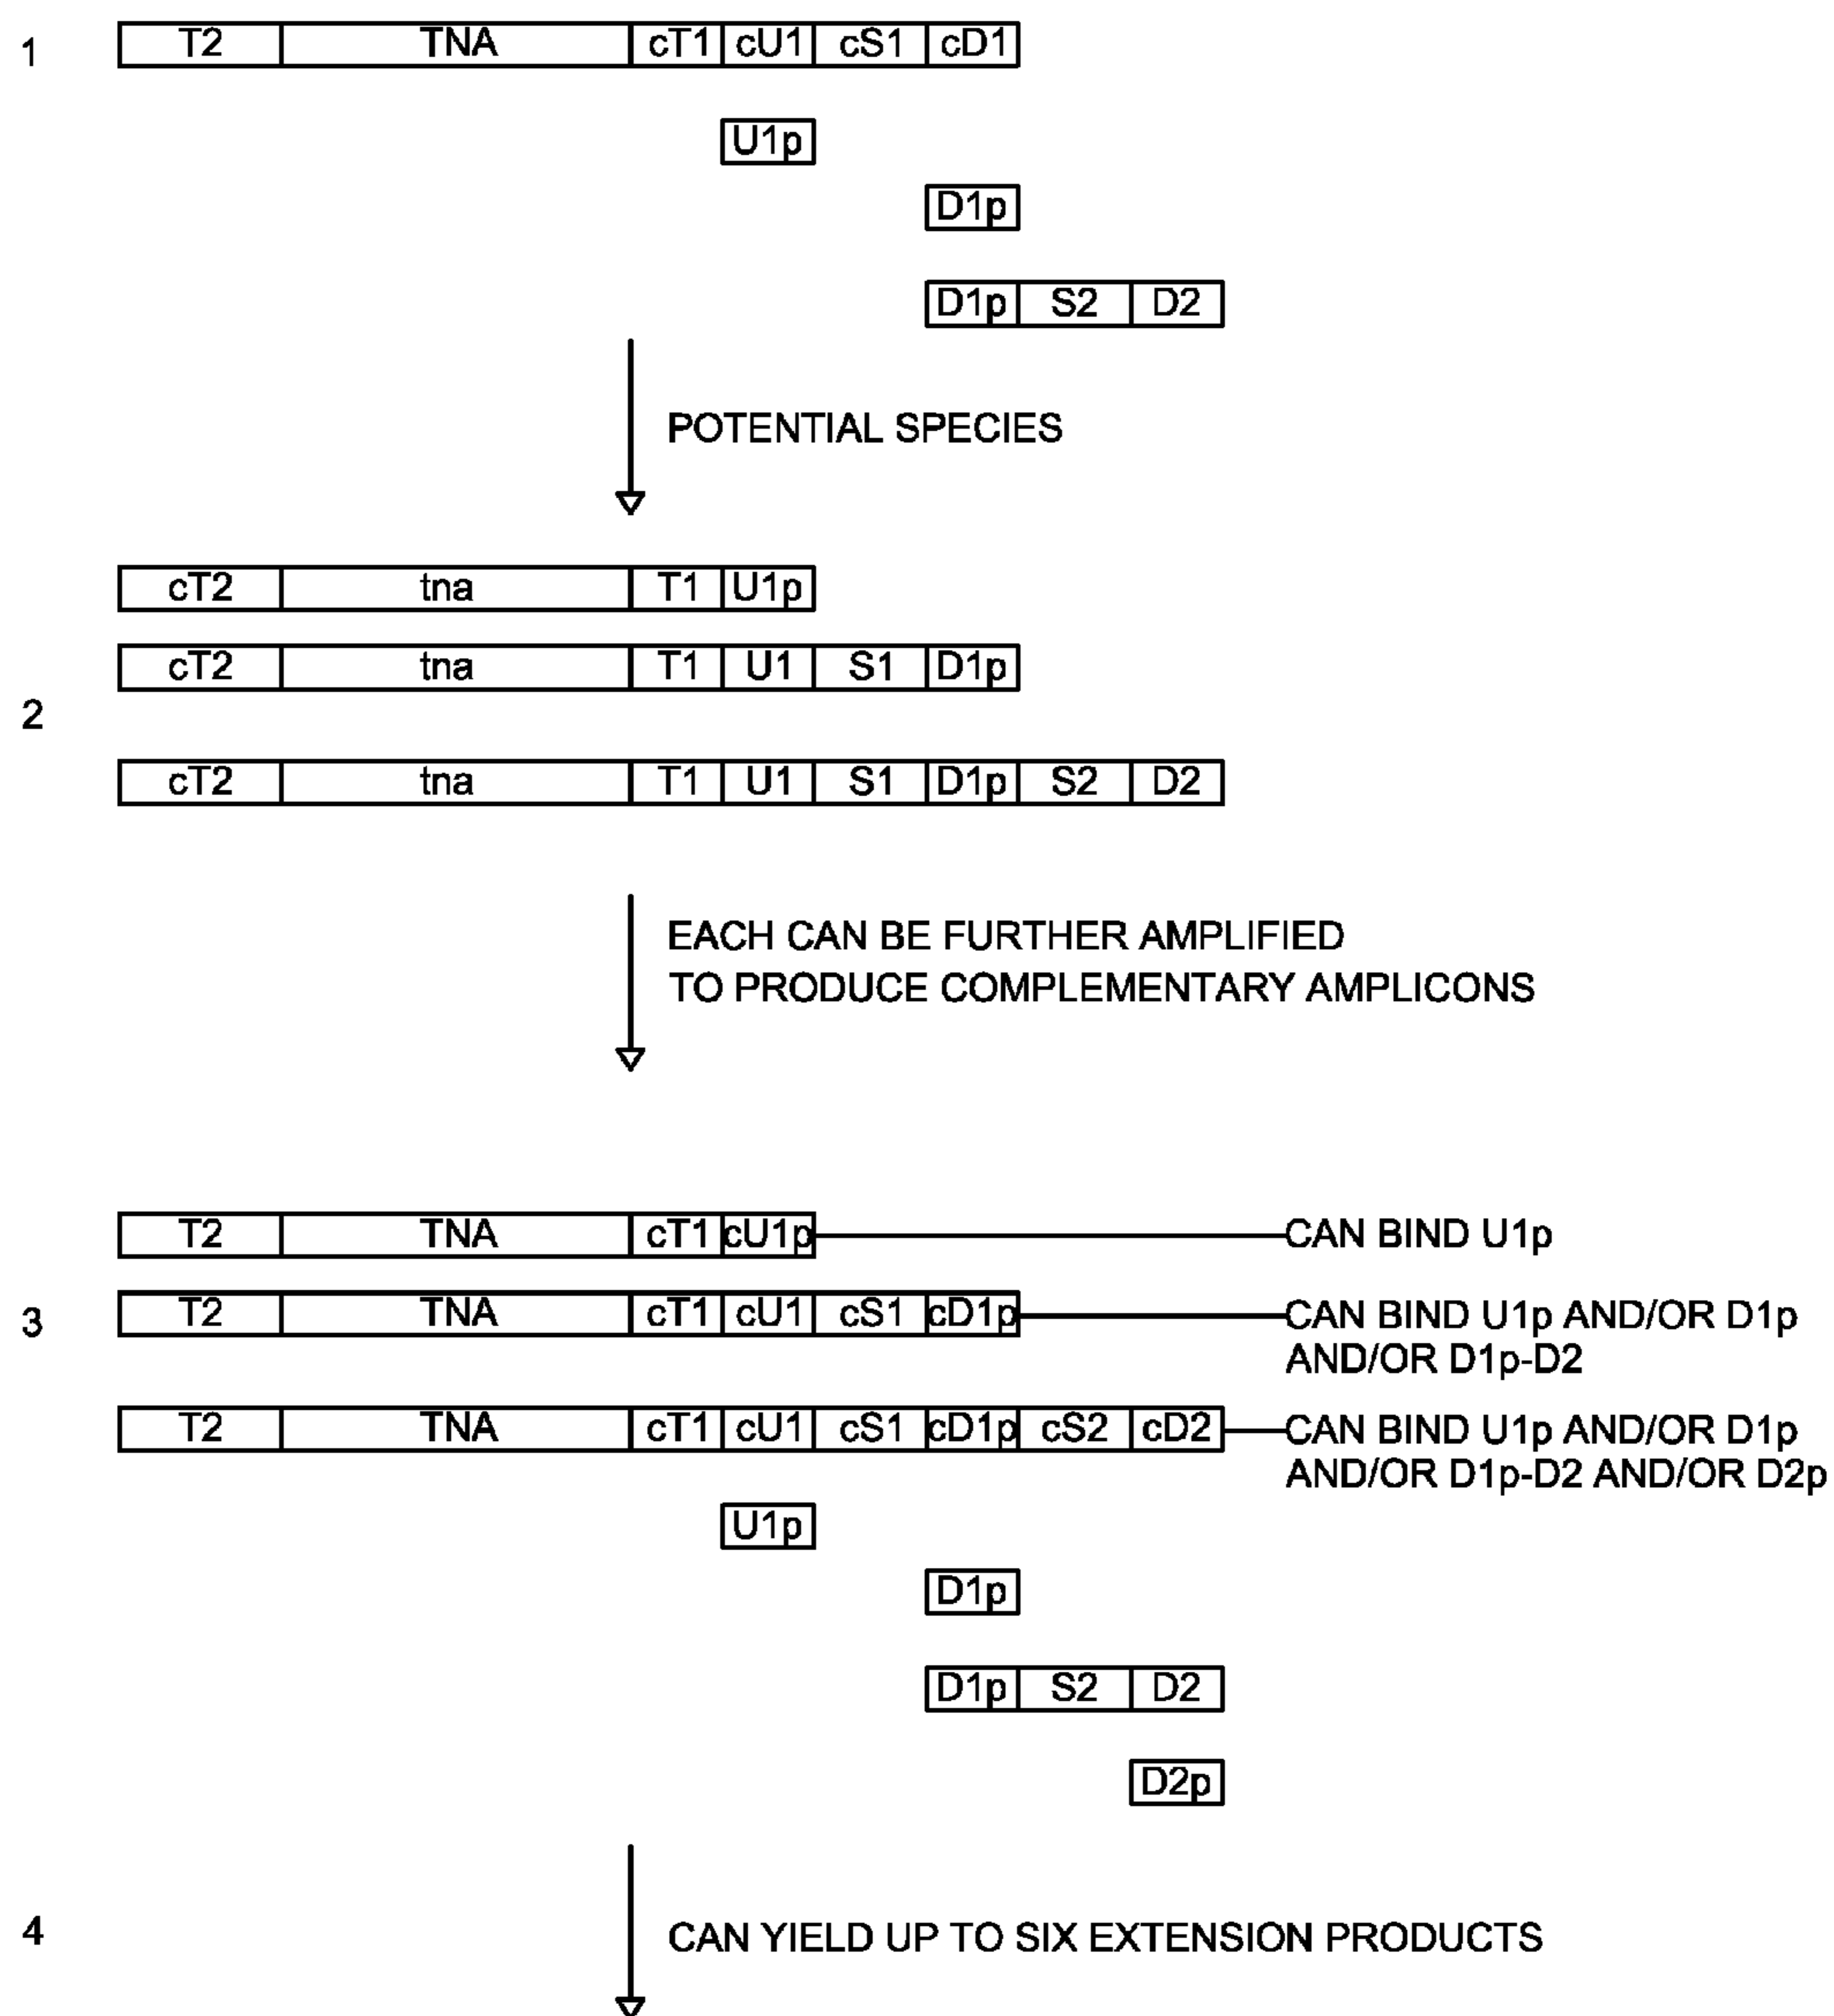 1 T2 TNA cT1 cU1 cS1 cD1
U1p
D1p
D1p S2 D2
POTENTIAL SPECIES
cT2 tna T1 U1p
cT2 tna T1 U1 S1 D1p
2
cT2 tna T1 U1 S1 D1p S2 D2
EACH CAN BE FURTHER AMPLIFIED
TO PRODUCE COMPLEMENTARY AMPLICONS
T2 TNA cT1 cU1p CAN BIND U1p
3 T2 TNA cT1 cU1 cS1 cD1p CAN BIND U1p AND/OR D1p
AND/OR D1p-D2
T2 TNA cT1 cU1 cS1 cD1p cS2 cD2 CAN BIND U1p AND/OR D1p
AND/OR D1p-D2 AND/OR D2p
U1p
D1p
D1p S2 D2
D2p
4 CAN YIELD UP TO SIX EXTENSION PRODUCTS